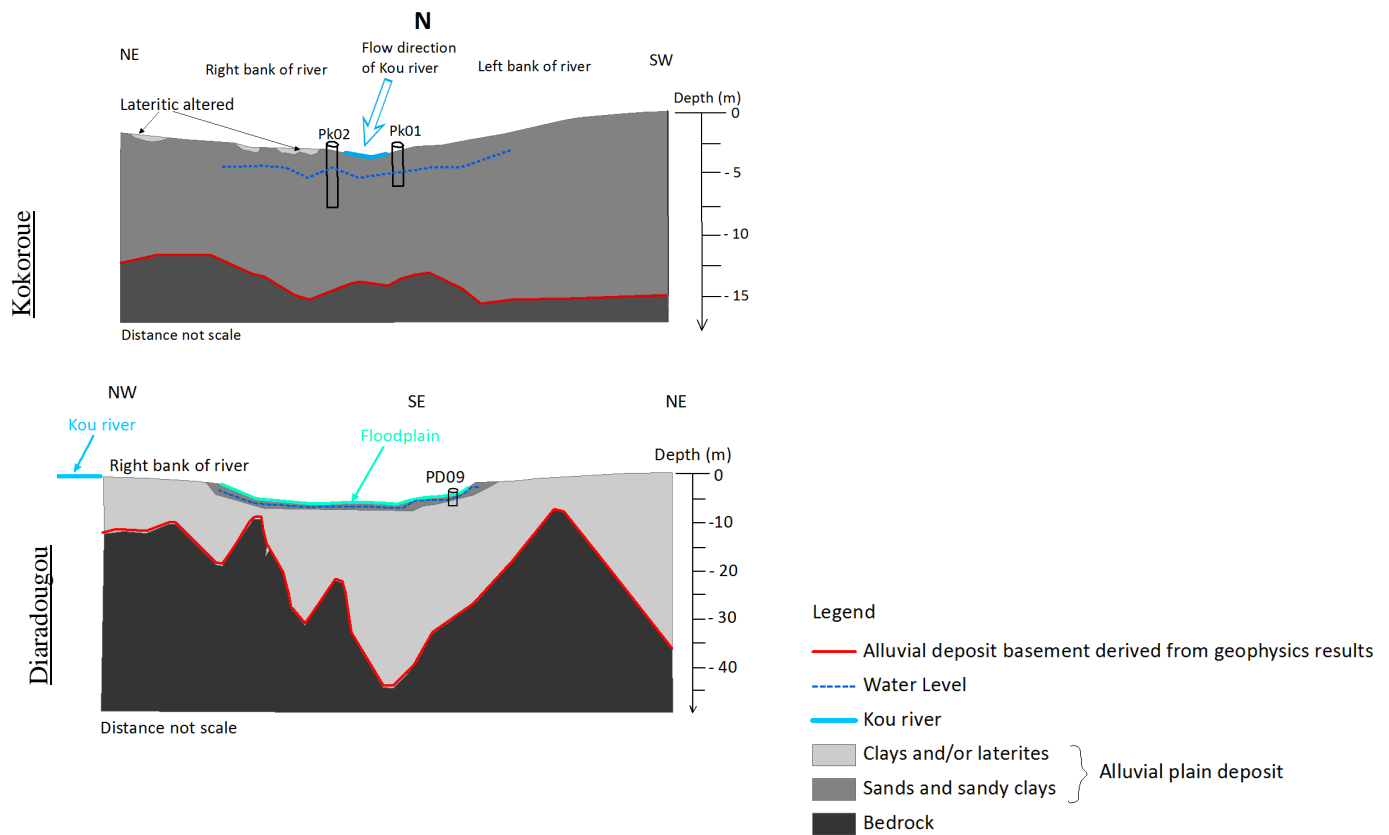 N
NE
Flow direction
of Kou river
Right bank of river
Left bank of river
SW
Depth (m)
Lateritic altered
0
Pk02
Pk01
- 5
- 10
- 15
Kokoroue
Distance not scale
NW
SE
NE
Kou river
Floodplain
Right bank of river
Depth (m)
PD09
0
-10
- 20
- 30
- 40
Diaradougou
Distance not scale
Legend
Alluvial deposit basement derived from geophysics results
Water Level
Kou river
Clays and/or laterites
Alluvial plain deposit
Sands and sandy clays
Bedrock